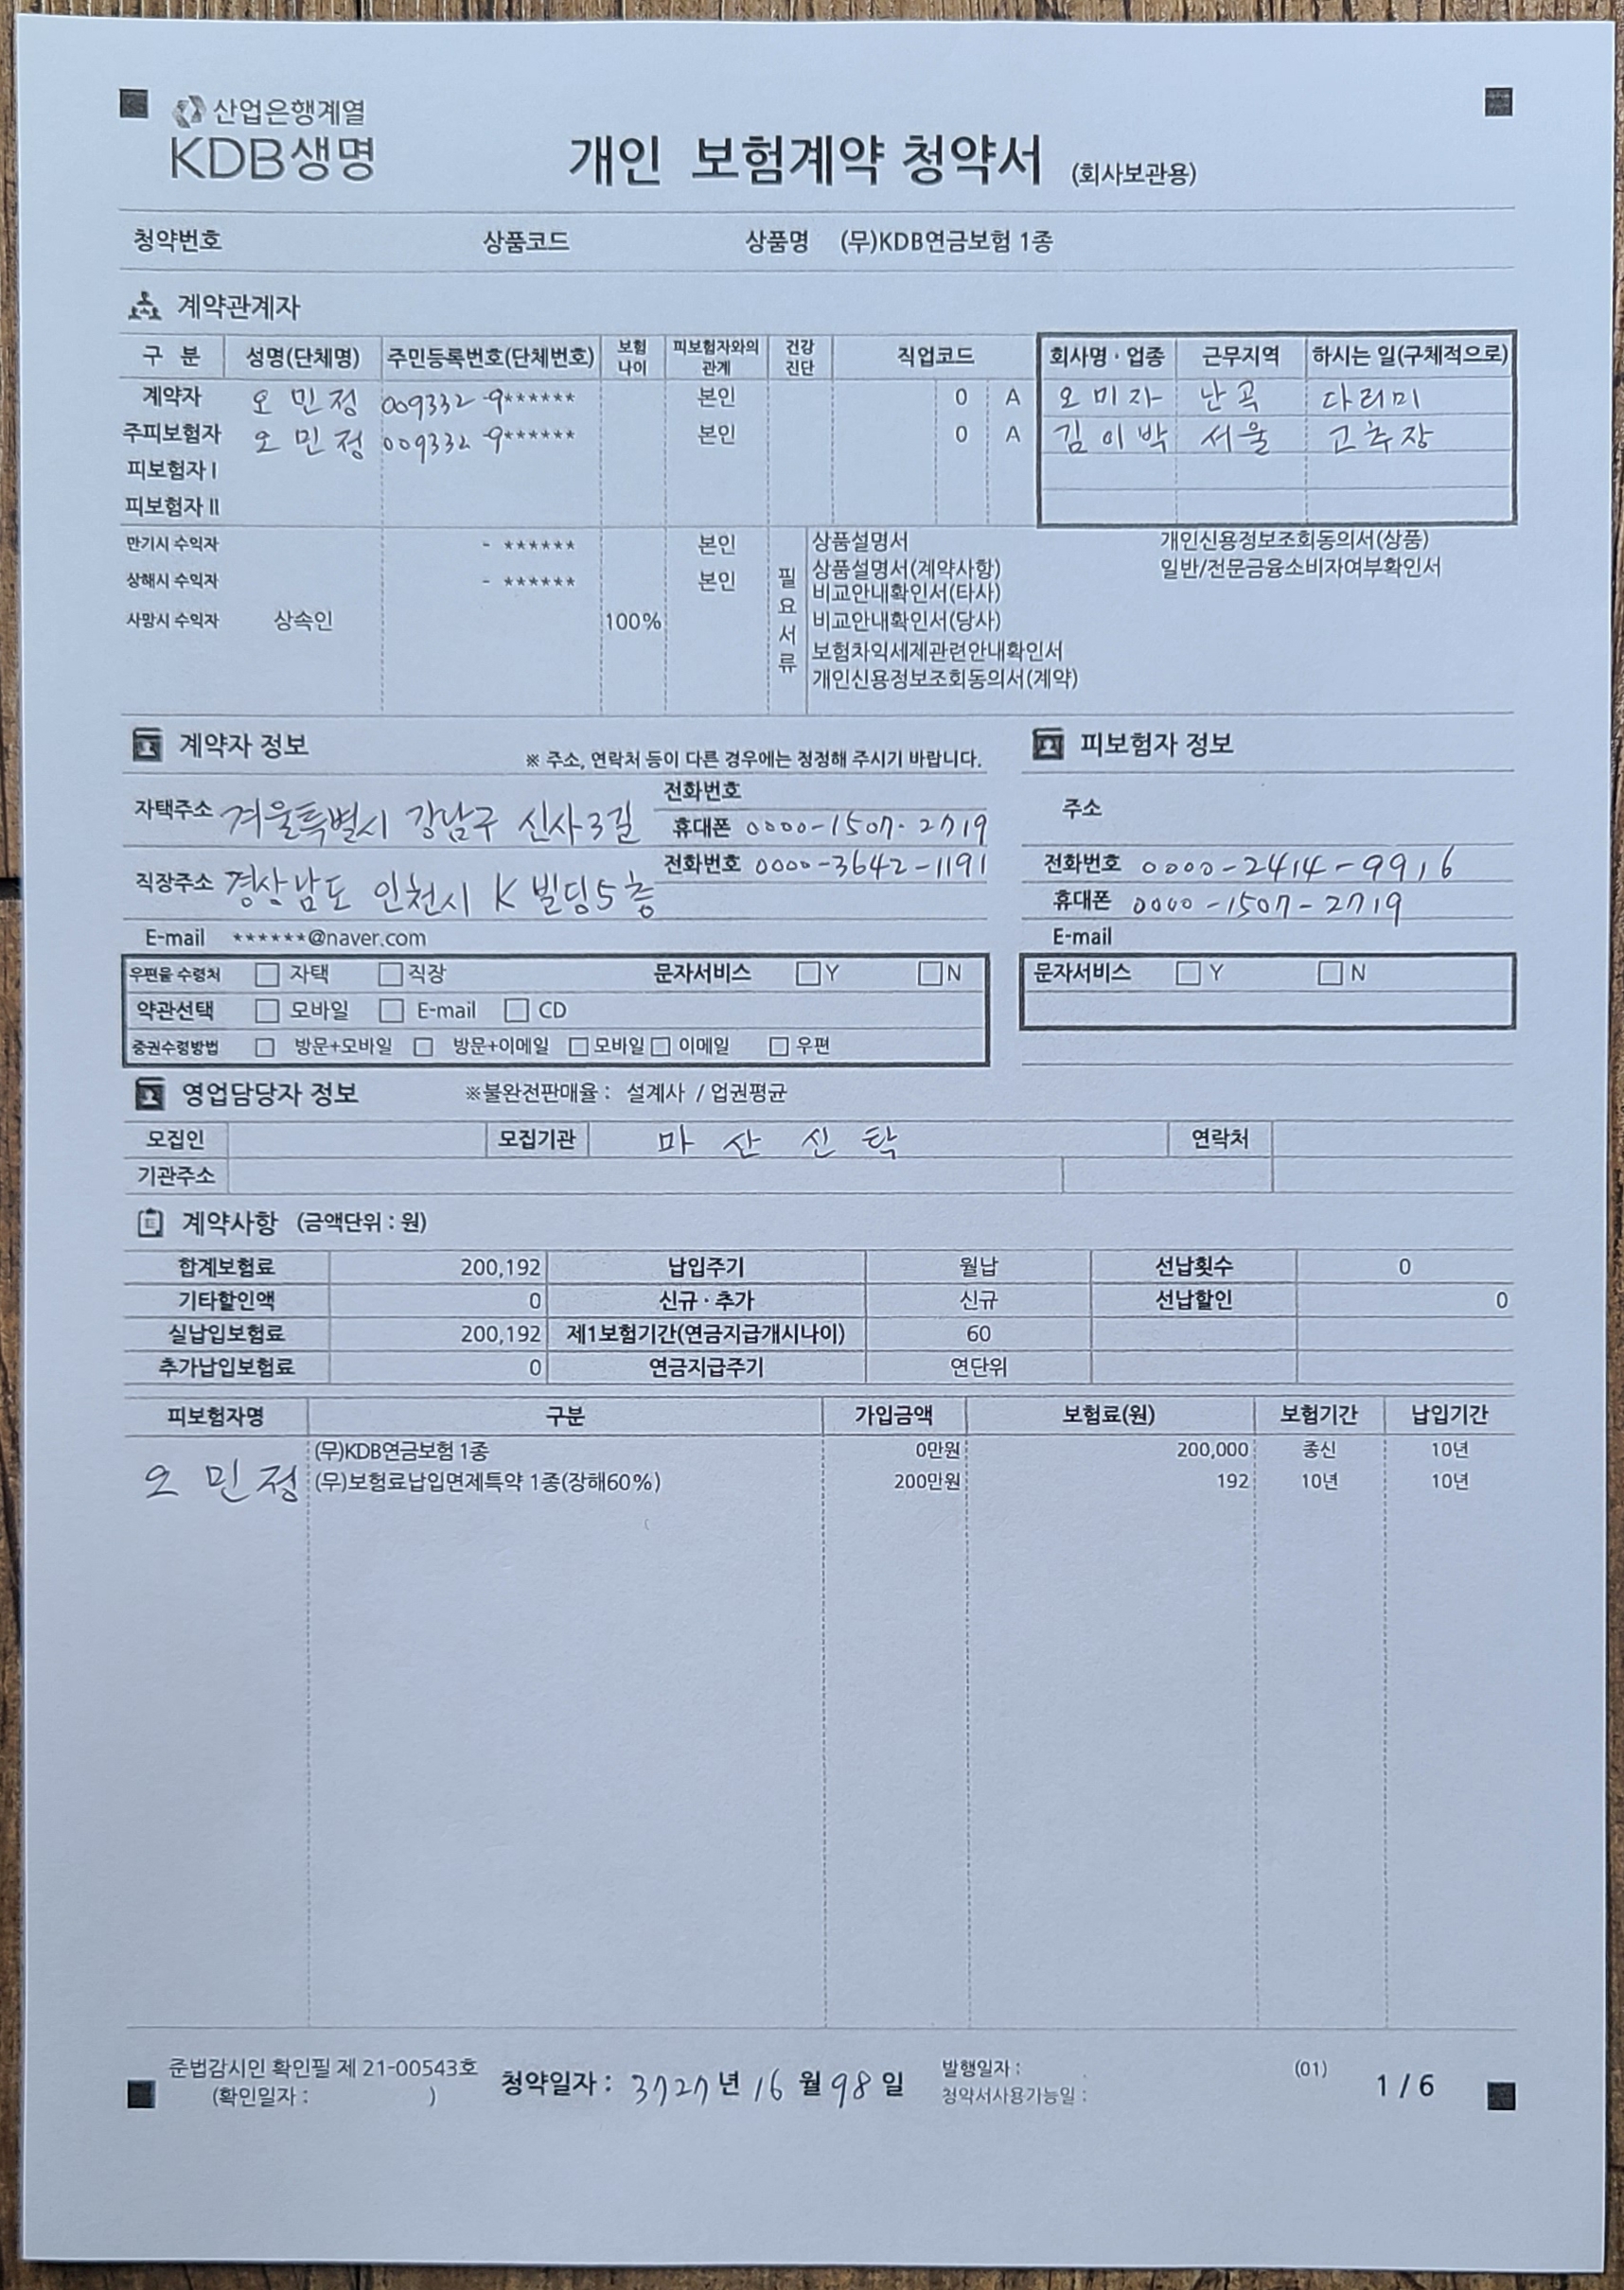 산업은행계열
KDB생명
개인 보험계약 청약서 (회사보관용)
청약번호 상품코드 상품명 (무)KDB연금보험 1종
계약관계자
구 분 성명(단체명) 주민등록번호(단체번호) 보험나이 피보험자와의 관계 건강진단 직업코드 회사명·업종 근무지역 하시는 일(구체적으로)
계약자 오 민 정 009332-9****** 본인 0 A 오 미 자 난 곡 다리미
주피보험자 오 민 정 009332-9****** 본인 0 A 김 이 박 서 울 고추장
피보험자 I
피보험자 II
만기시 수익자 - ****** 본인
상해시 수익자 - ****** 본인
사망시 수익자 상속인 100%
필요서류
상품설명서 개인신용정보조회동의서(상품)
상품설명서(계약사항) 일반/전문금융소비자여부확인서
비교안내확인서(타사)
비교안내확인서(당사)
보험차익세제관련안내확인서
개인신용정보조회동의서(계약)
계약자 정보 ※ 주소, 연락처 등이 다른 경우에는 정정해 주시기 바랍니다.
자택주소 겨울특별시 강남구 신사3길 전화번호
휴대폰 0000-1507-2719
직장주소 경상남도 인천시 K 빌딩5층 전화번호 0000-3642-1191
E-mail ******@naver.com
우편물 수령처 자택 직장 문자서비스 Y N
약관선택 모바일 E-mail CD
증권수령방법 방문+모바일 방문+이메일 모바일 이메일 우편
피보험자 정보
주소
전화번호 0000-2414-9916
휴대폰 0000-1507-2719
E-mail
문자서비스 Y N
영업담당자 정보 ※불완전판매율 : 설계사 / 업권평균
모집인 모집기관 마 산 신 탁 연락처
기관주소
계약사항 (금액단위 : 원)
합계보험료 200,192 납입주기 월납 선납횟수 0
기타할인액 0 신규·추가 신규 선납할인 0
실납입보험료 200,192 제1보험기간(연금지급개시나이) 60
추가납입보험료 0 연금지급주기 연단위
피보험자명 구분 가입금액 보험료(원) 보험기간 납입기간
(무)KDB연금보험 1종 0만원 200,000 종신 10년
오 민 정 (무)보험료납입면제특약 1종(장해60%) 200만원 192 10년 10년
준법감시인 확인필 제 21-00543호
(확인일자 : )
청약일자 : 3727년 16 월 98 일
발행일자 : (01)
청약서사용가능일 :
1 / 6